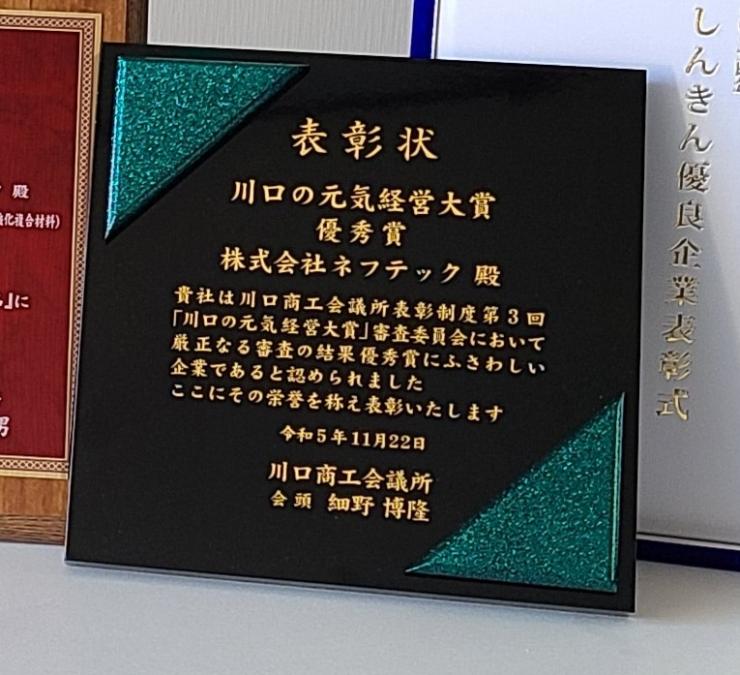 表彰状
川口の元気経営大賞
優秀賞
株式会社ネフテック 殿
貴社は川口商工会議所表彰制度第3回
「川口の元気経営大賞」審査委員会において
厳正なる審査の結果優秀賞にふさわしい
企業であると認められました
ここにその栄誉を称え表彰いたします
令和5年11月22日
川口商工会議所
会頭 細野 博隆
しんきん優良企業表彰式
殿
強化複合材料)
』に
男